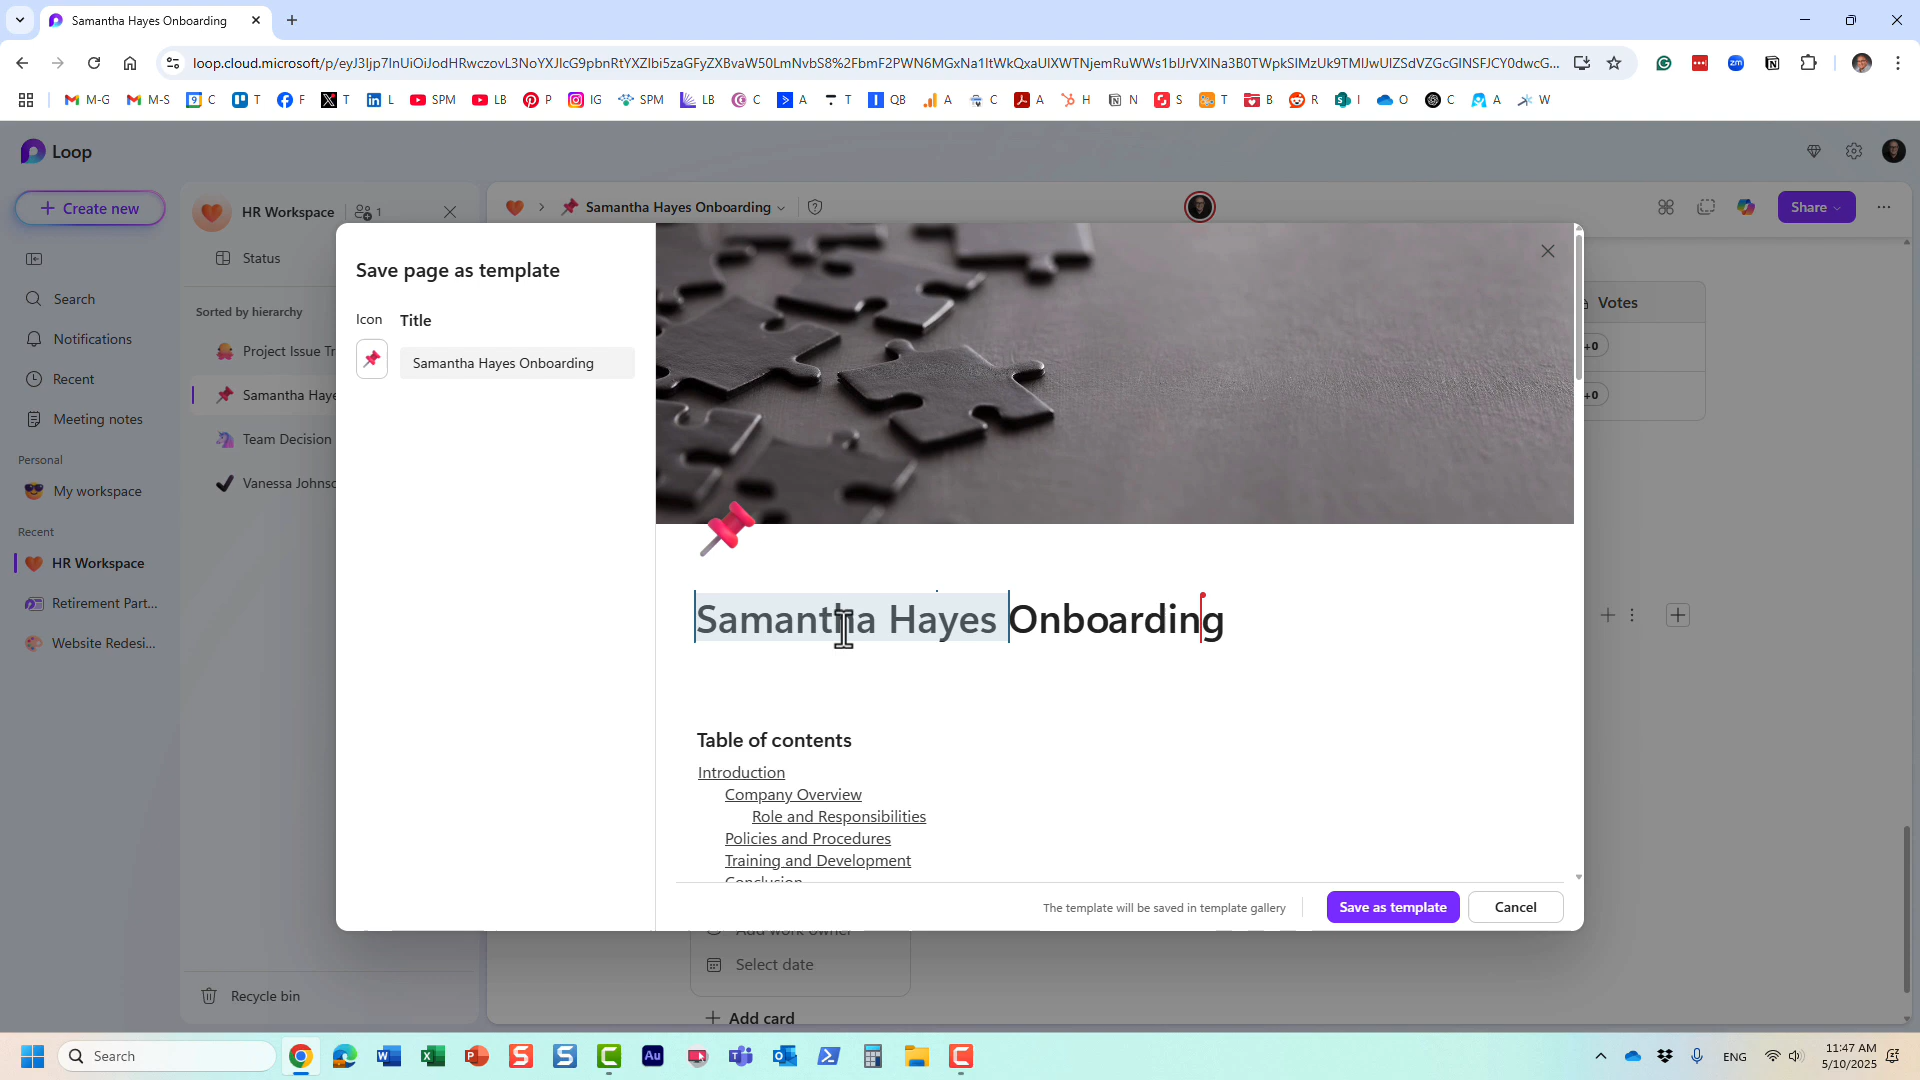 Samantha Hayes Onboarding
loop.cloud.microsoft/p/
M-G
M-S
C
T
F
T
L
SPM
LB
P
IG
SPM
LB
C
A
T
QB
A
C
A
H
N
S
T
B
R
I
O
C
A
W
Loop
Create new
HR Workspace
1
Samantha Hayes Onboarding
Share
Status
Search
Sorted by hierarchy
Notifications
Project Issue Tr
Recent
Samantha Haye
Meeting notes
Team Decision
Personal
Vanessa Johnso
My workspace
Recent
HR Workspace
Retirement Part...
Website Redesi...
Recycle bin
Votes
+0
+0
Save page as template
Icon
Title
Samantha Hayes Onboarding
Samantha Hayes Onboarding
Table of contents
Introduction
Company Overview
Role and Responsibilities
Policies and Procedures
Training and Development
Conclusion
The template will be saved in template gallery
Save as template
Cancel
Add work owner
Select date
Add card
Search
ENG
11:47 AM
5/10/2025